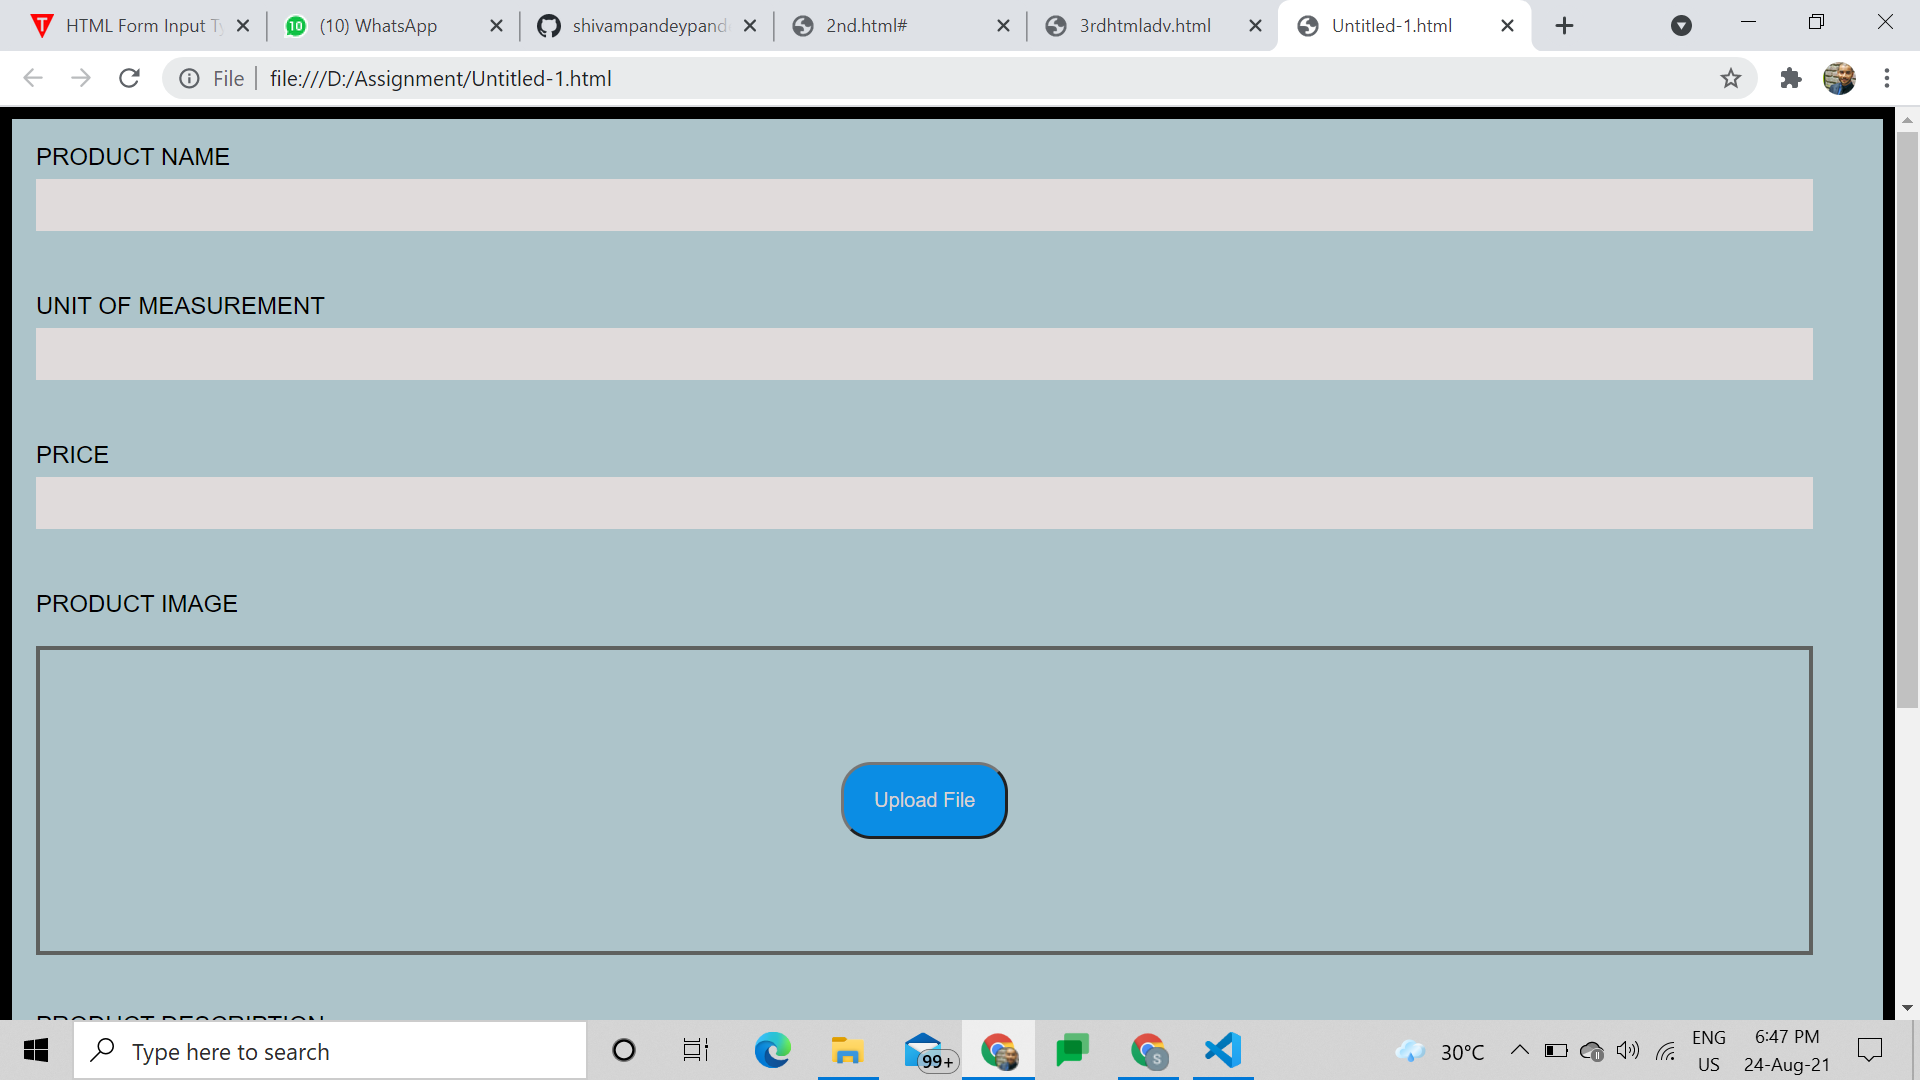 HTML Form Input Ty
(10) WhatsApp
shivampandeypand
2nd.html#
3rdhtmladv.html
Untitled-1.html
File
file:///D:/Assignment/Untitled-1.html
PRODUCT NAME
UNIT OF MEASUREMENT
PRICE
PRODUCT IMAGE
Upload File
PRODUCT DESCRIPTION
Type here to search
99+
S
30°C
ENG
US
6:47 PM
24-Aug-21